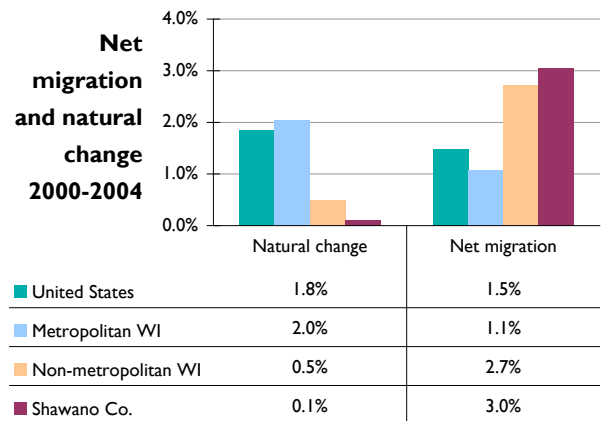 Net
migration
and natural
change
2000-2004
4.0%
3.0%
2.0%
1.0%
0.0%
Natural change Net migration
United States 1.8% 1.5%
Metropolitan WI 2.0% 1.1%
Non-metropolitan WI 0.5% 2.7%
Shawano Co. 0.1% 3.0%